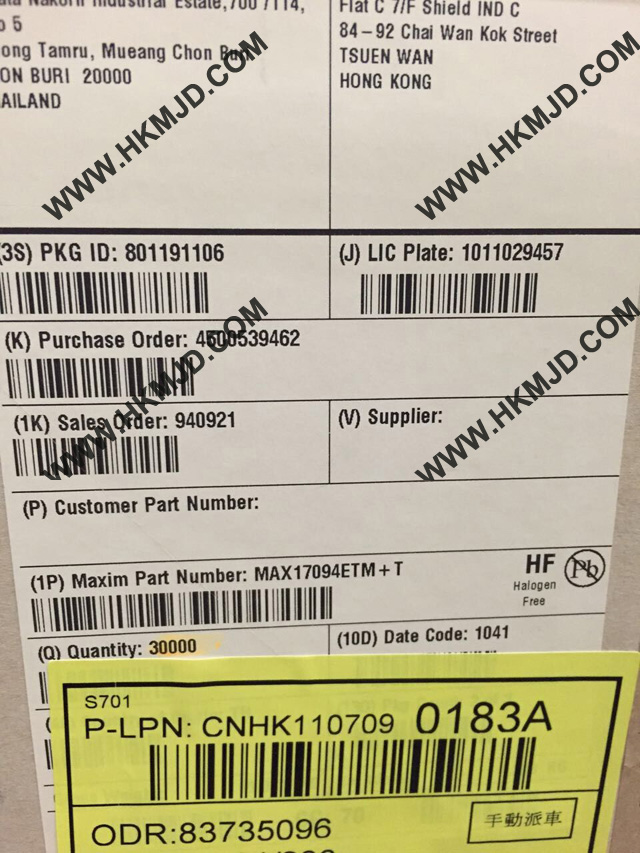 Industrial Estate,700 /114,
5
ong Tamru, Mueang Chon Buri
ON BURI 20000
AILAND
Flat C 7/F Shield IND C
84-92 Chai Wan Kok Street
TSUEN WAN
HONG KONG
WWW.HKMJD.COM
WWW.HKMJD.COM
(3S) PKG ID: 801191106
(J) LIC Plate: 1011029457
(K) Purchase Order: 4500539462
(1K) Sales Order: 940921
(V) Supplier:
WWW.HKMJD.COM
WWW.HKMJD.COM
(P) Customer Part Number:
(1P) Maxim Part Number: MAX17094ETM+T
HF
Halogen
Free
Pb
(Q) Quantity: 30000
(10D) Date Code: 1041
S701
P-LPN: CNHK110709 0183A
ODR:83735096
手動派車